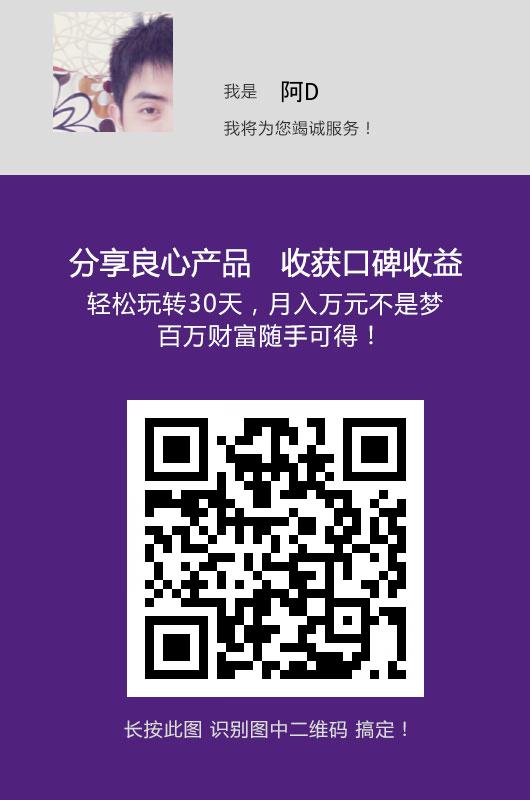 我是 阿D
我将为您竭诚服务！
分享良心产品 收获口碑收益
轻松玩转30天，月入万元不是梦
百万财富随手可得！
长按此图 识别图中二维码 搞定！